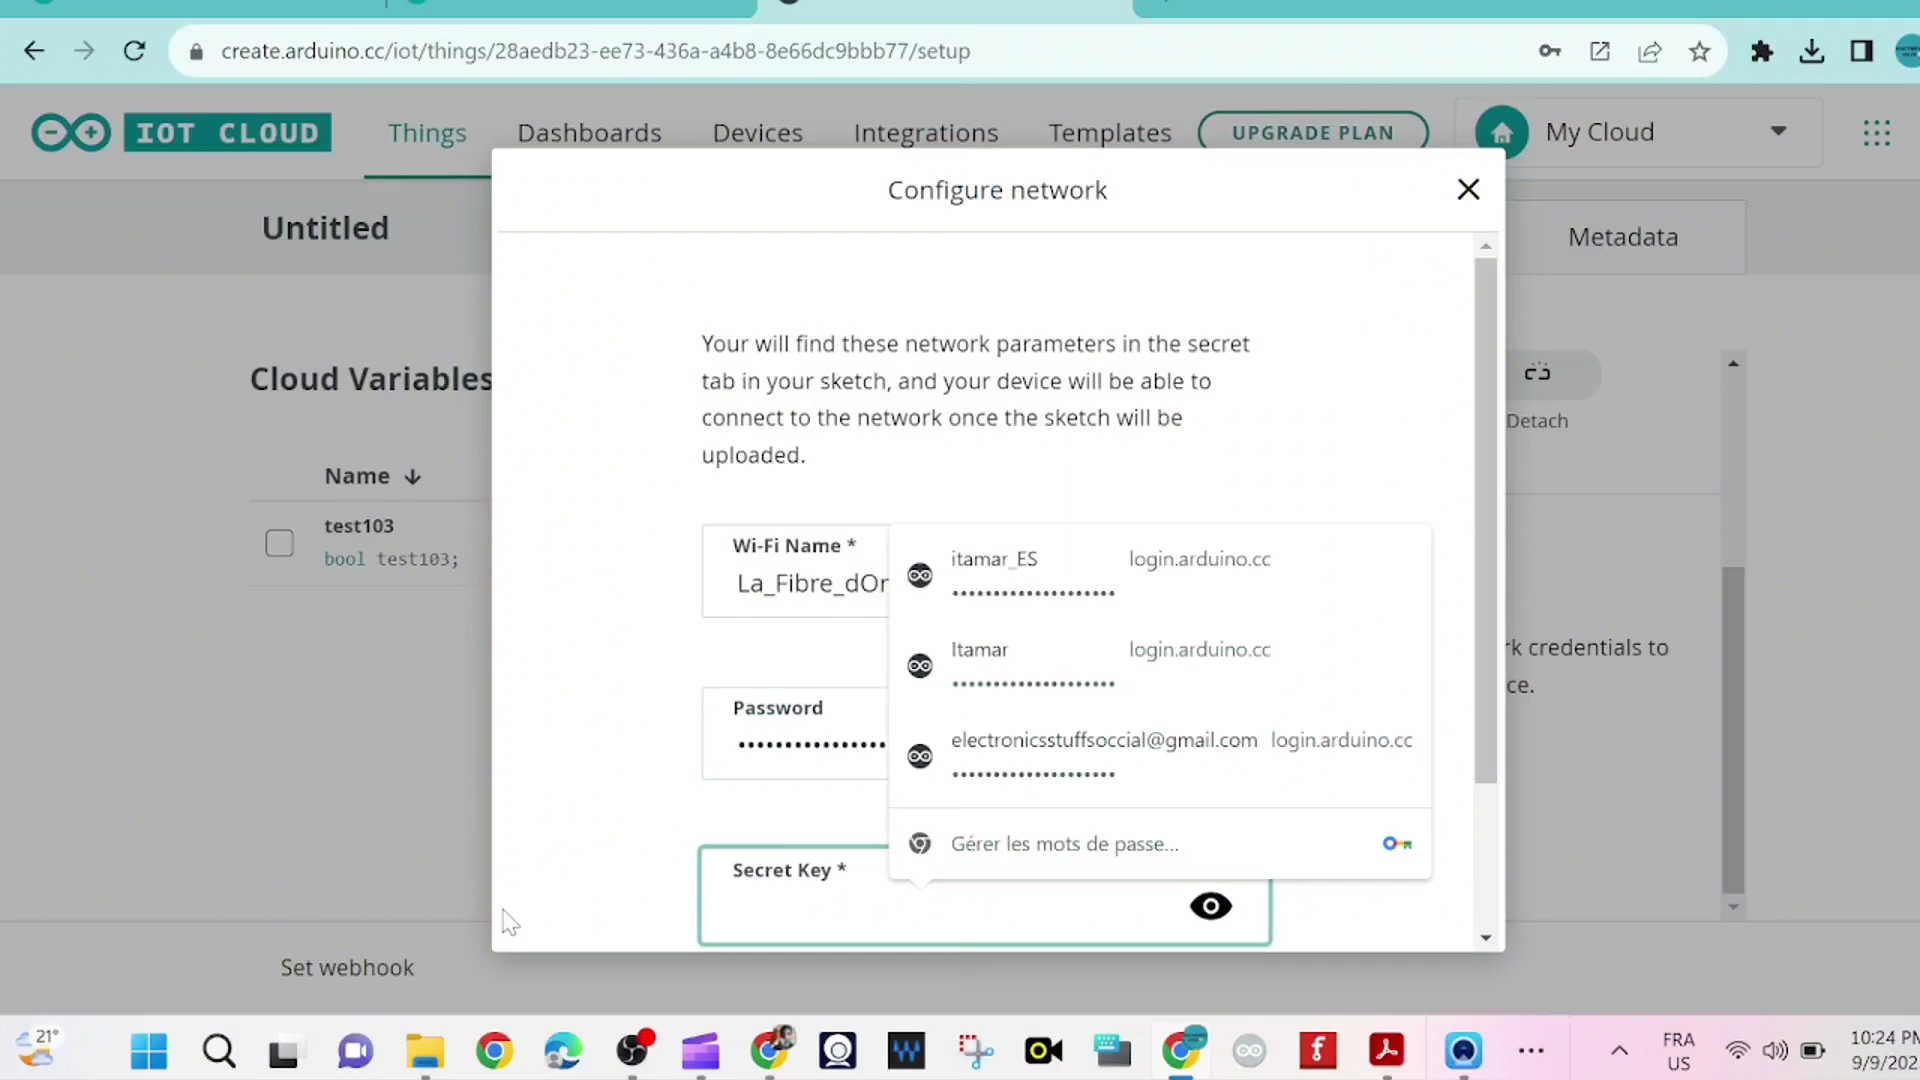 create.arduino.cc/iot/things/28aedb23-ee73-436a-a4b8-8e66dc9bbb77/setup
IOT CLOUD
Things
Dashboards
Devices
Integrations
Templates
UPGRADE PLAN
My Cloud
Configure network
Untitled
Metadata
Your will find these network parameters in the secret
tab in your sketch, and your device will be able to
connect to the network once the sketch will be
uploaded.
Cloud Variables
Detach
Name
test103
bool test103;
Wi-Fi Name *
La_Fibre_dOr
itamar_ES login.arduino.cc
Itamar login.arduino.cc
Password
electronicsstuffsoccial@gmail.com login.arduino.cc
Gérer les mots de passe...
Secret Key *
credentials to
Set webhook
21°
FRA
US
10:24 PM
9/9/202